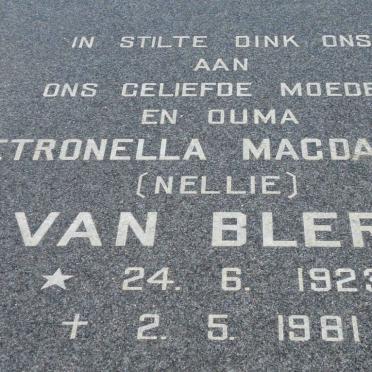 IN STILTE DINK ONS
AAN
ONS GELIEFDE MOEDE
EN OUMA
ETRONELLA MAGDA
(NELLIE)
VAN BLER
★ 24. 6. 1923
✝ 2. 5. 1981